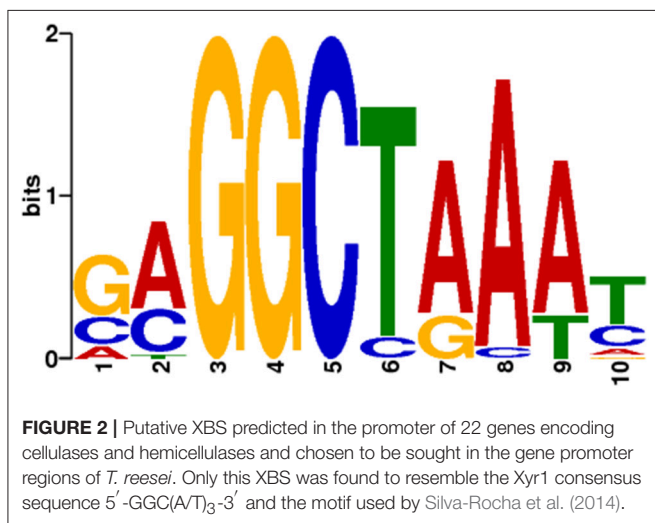 2
bits
1
0
G A G G C T A A A T
C C C G C T C
A T A G
1 2 3 4 5 6 7 8 9 10
FIGURE 2 | Putative XBS predicted in the promoter of 22 genes encoding
cellulases and hemicellulases and chosen to be sought in the gene promoter
regions of T. reesei. Only this XBS was found to resemble the Xyr1 consensus
sequence 5′-GGC(A/T)₃-3′ and the motif used by Silva-Rocha et al. (2014).